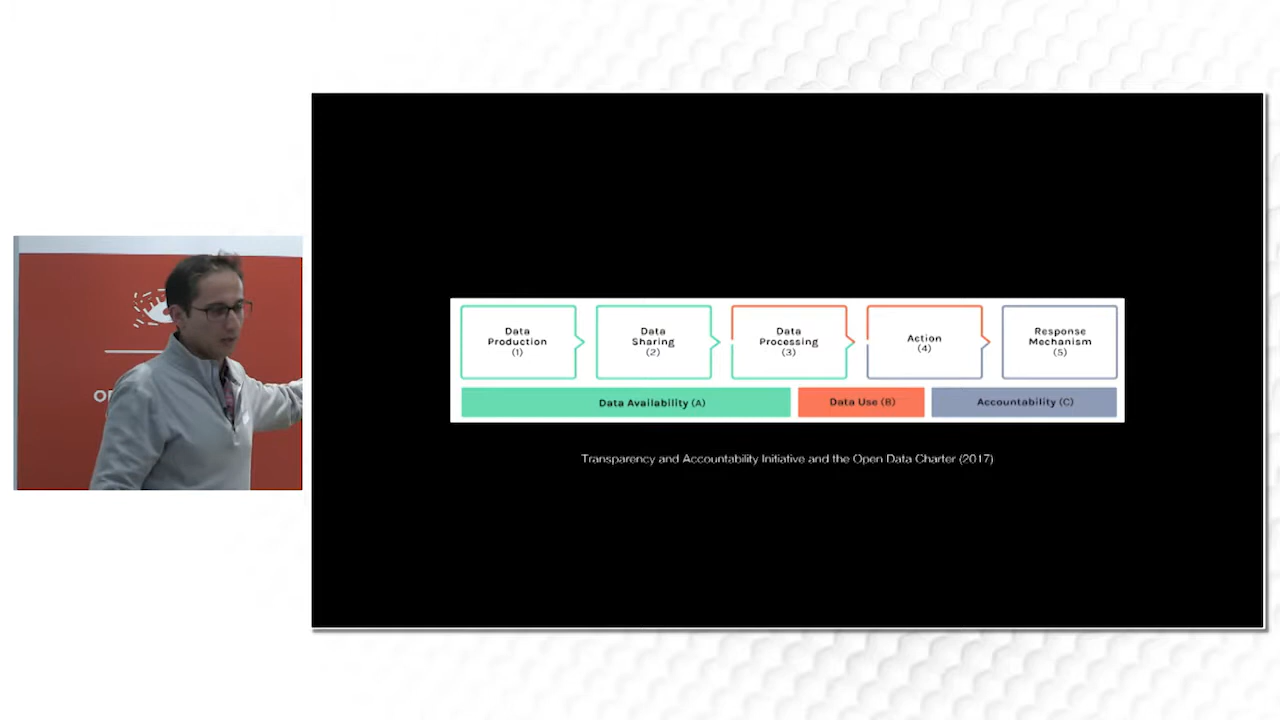 Data
Production
(1)
Data
Sharing
(2)
Data
Processing
(3)
Action
(4)
Response
Mechanism
(5)
Data Availability (A)
Data Use (B)
Accountability (C)
Transparency and Accountability Initiative and the Open Data Charter (2017)